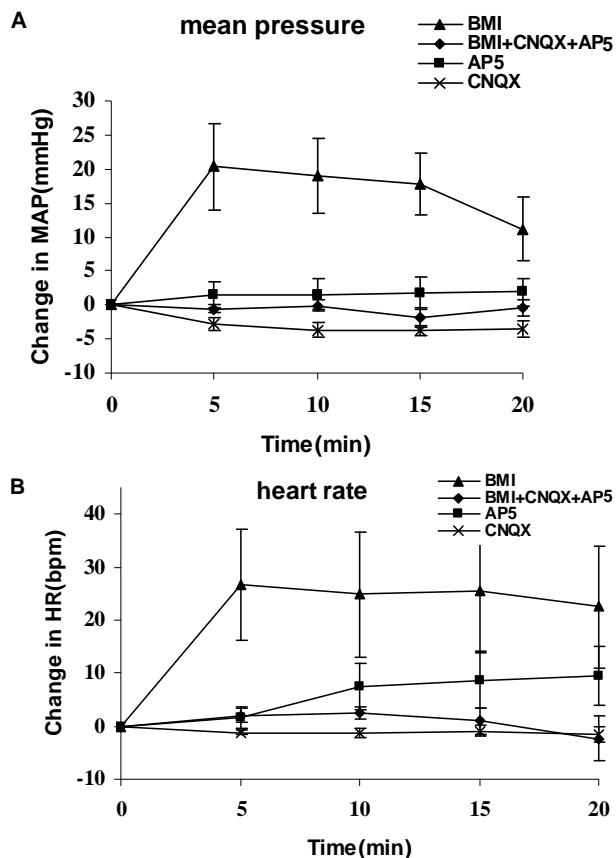 A
mean pressure
BMI
BMI+CNQX+AP5
AP5
CNQX
Change in MAP(mmHg)
30
25
20
15
10
5
0
-5
-10
0 5 10 15 20
Time(min)
B
heart rate
BMI
BMI+CNQX+AP5
AP5
CNQX
Change in HR(bpm)
40
30
20
10
0
-10
0 5 10 15 20
Time(min)